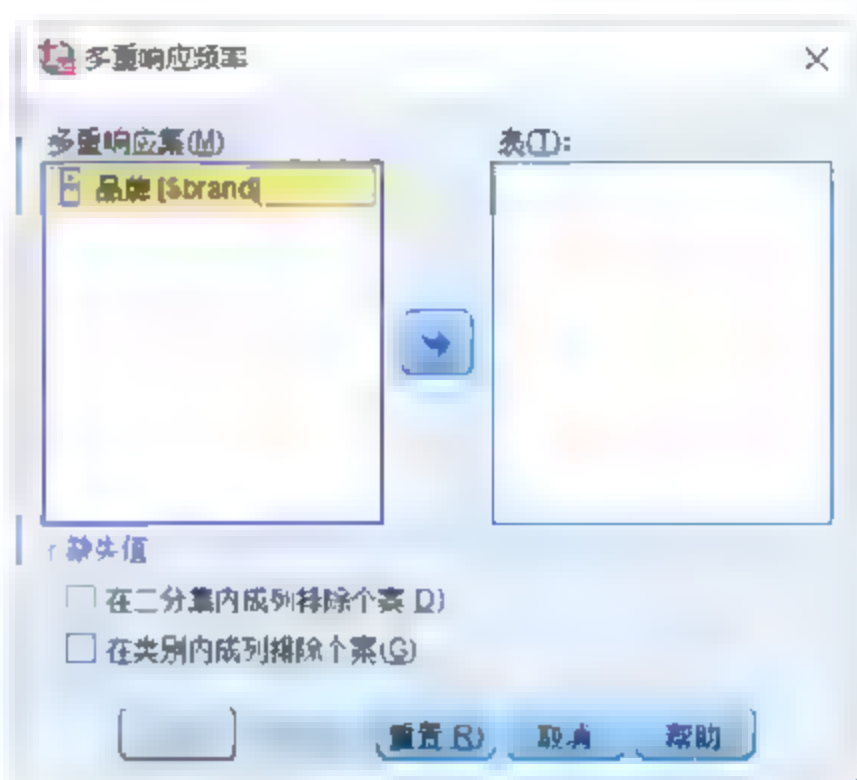 多重响应频率
多重响应集(M)
表(T):
品牌 [$brand]
缺失值
在二分集内成列排除个案 D)
在类别内成列排除个案(G)
重置 R)
取消
帮助